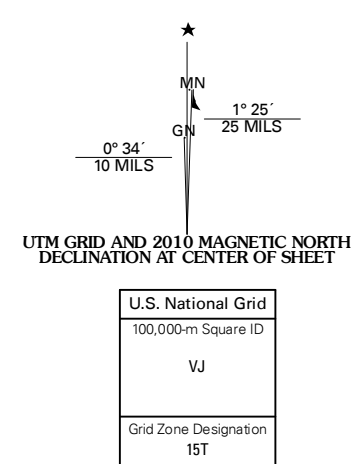 ★
MN
1° 25´
GN
25 MILS
0° 34´
10 MILS
UTM GRID AND 2010 MAGNETIC NORTH
DECLINATION AT CENTER OF SHEET
U.S. National Grid
100,000-m Square ID
VJ
Grid Zone Designation
15T